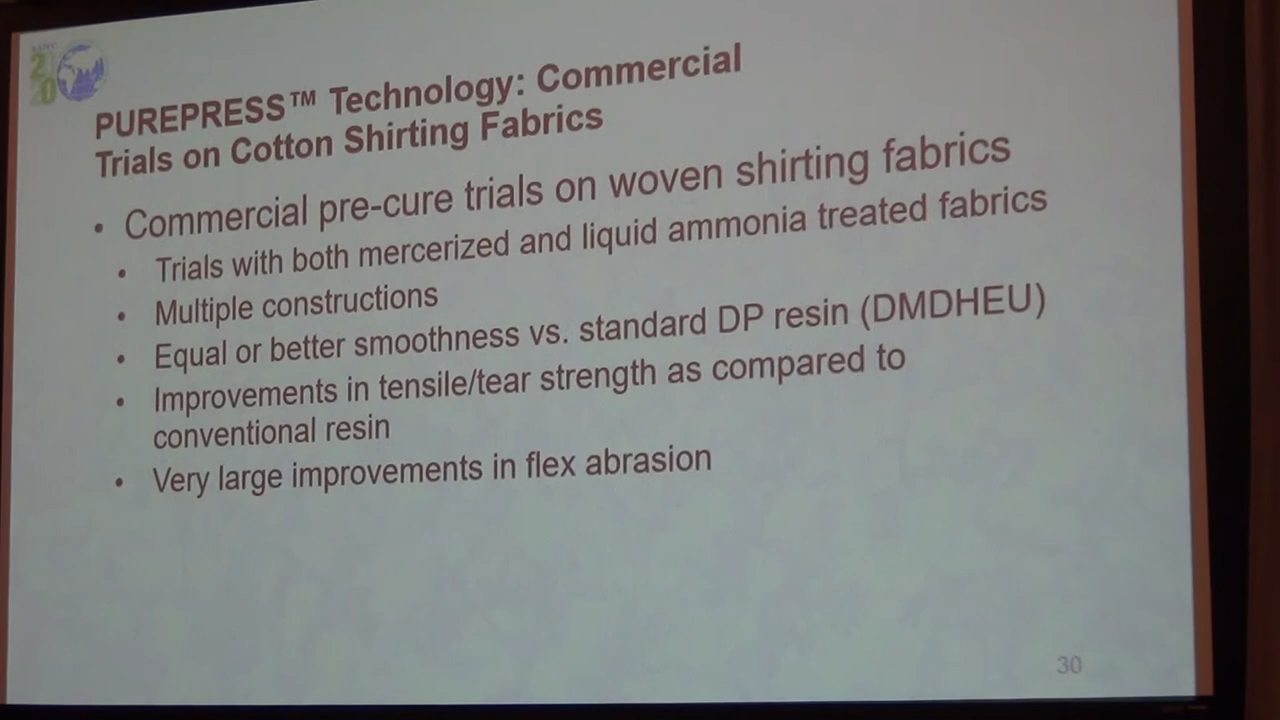 PUREPRESS™ Technology: Commercial
Trials on Cotton Shirting Fabrics
• Commercial pre-cure trials on woven shirting fabrics
• Trials with both mercerized and liquid ammonia treated fabrics
• Multiple constructions
• Equal or better smoothness vs. standard DP resin (DMDHEU)
• Improvements in tensile/tear strength as compared to
conventional resin
• Very large improvements in flex abrasion
30